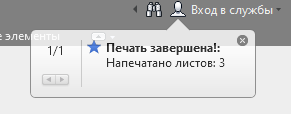 Вход в службы
е элементы
1/1
Печать завершена!:
Напечатано листов: 3